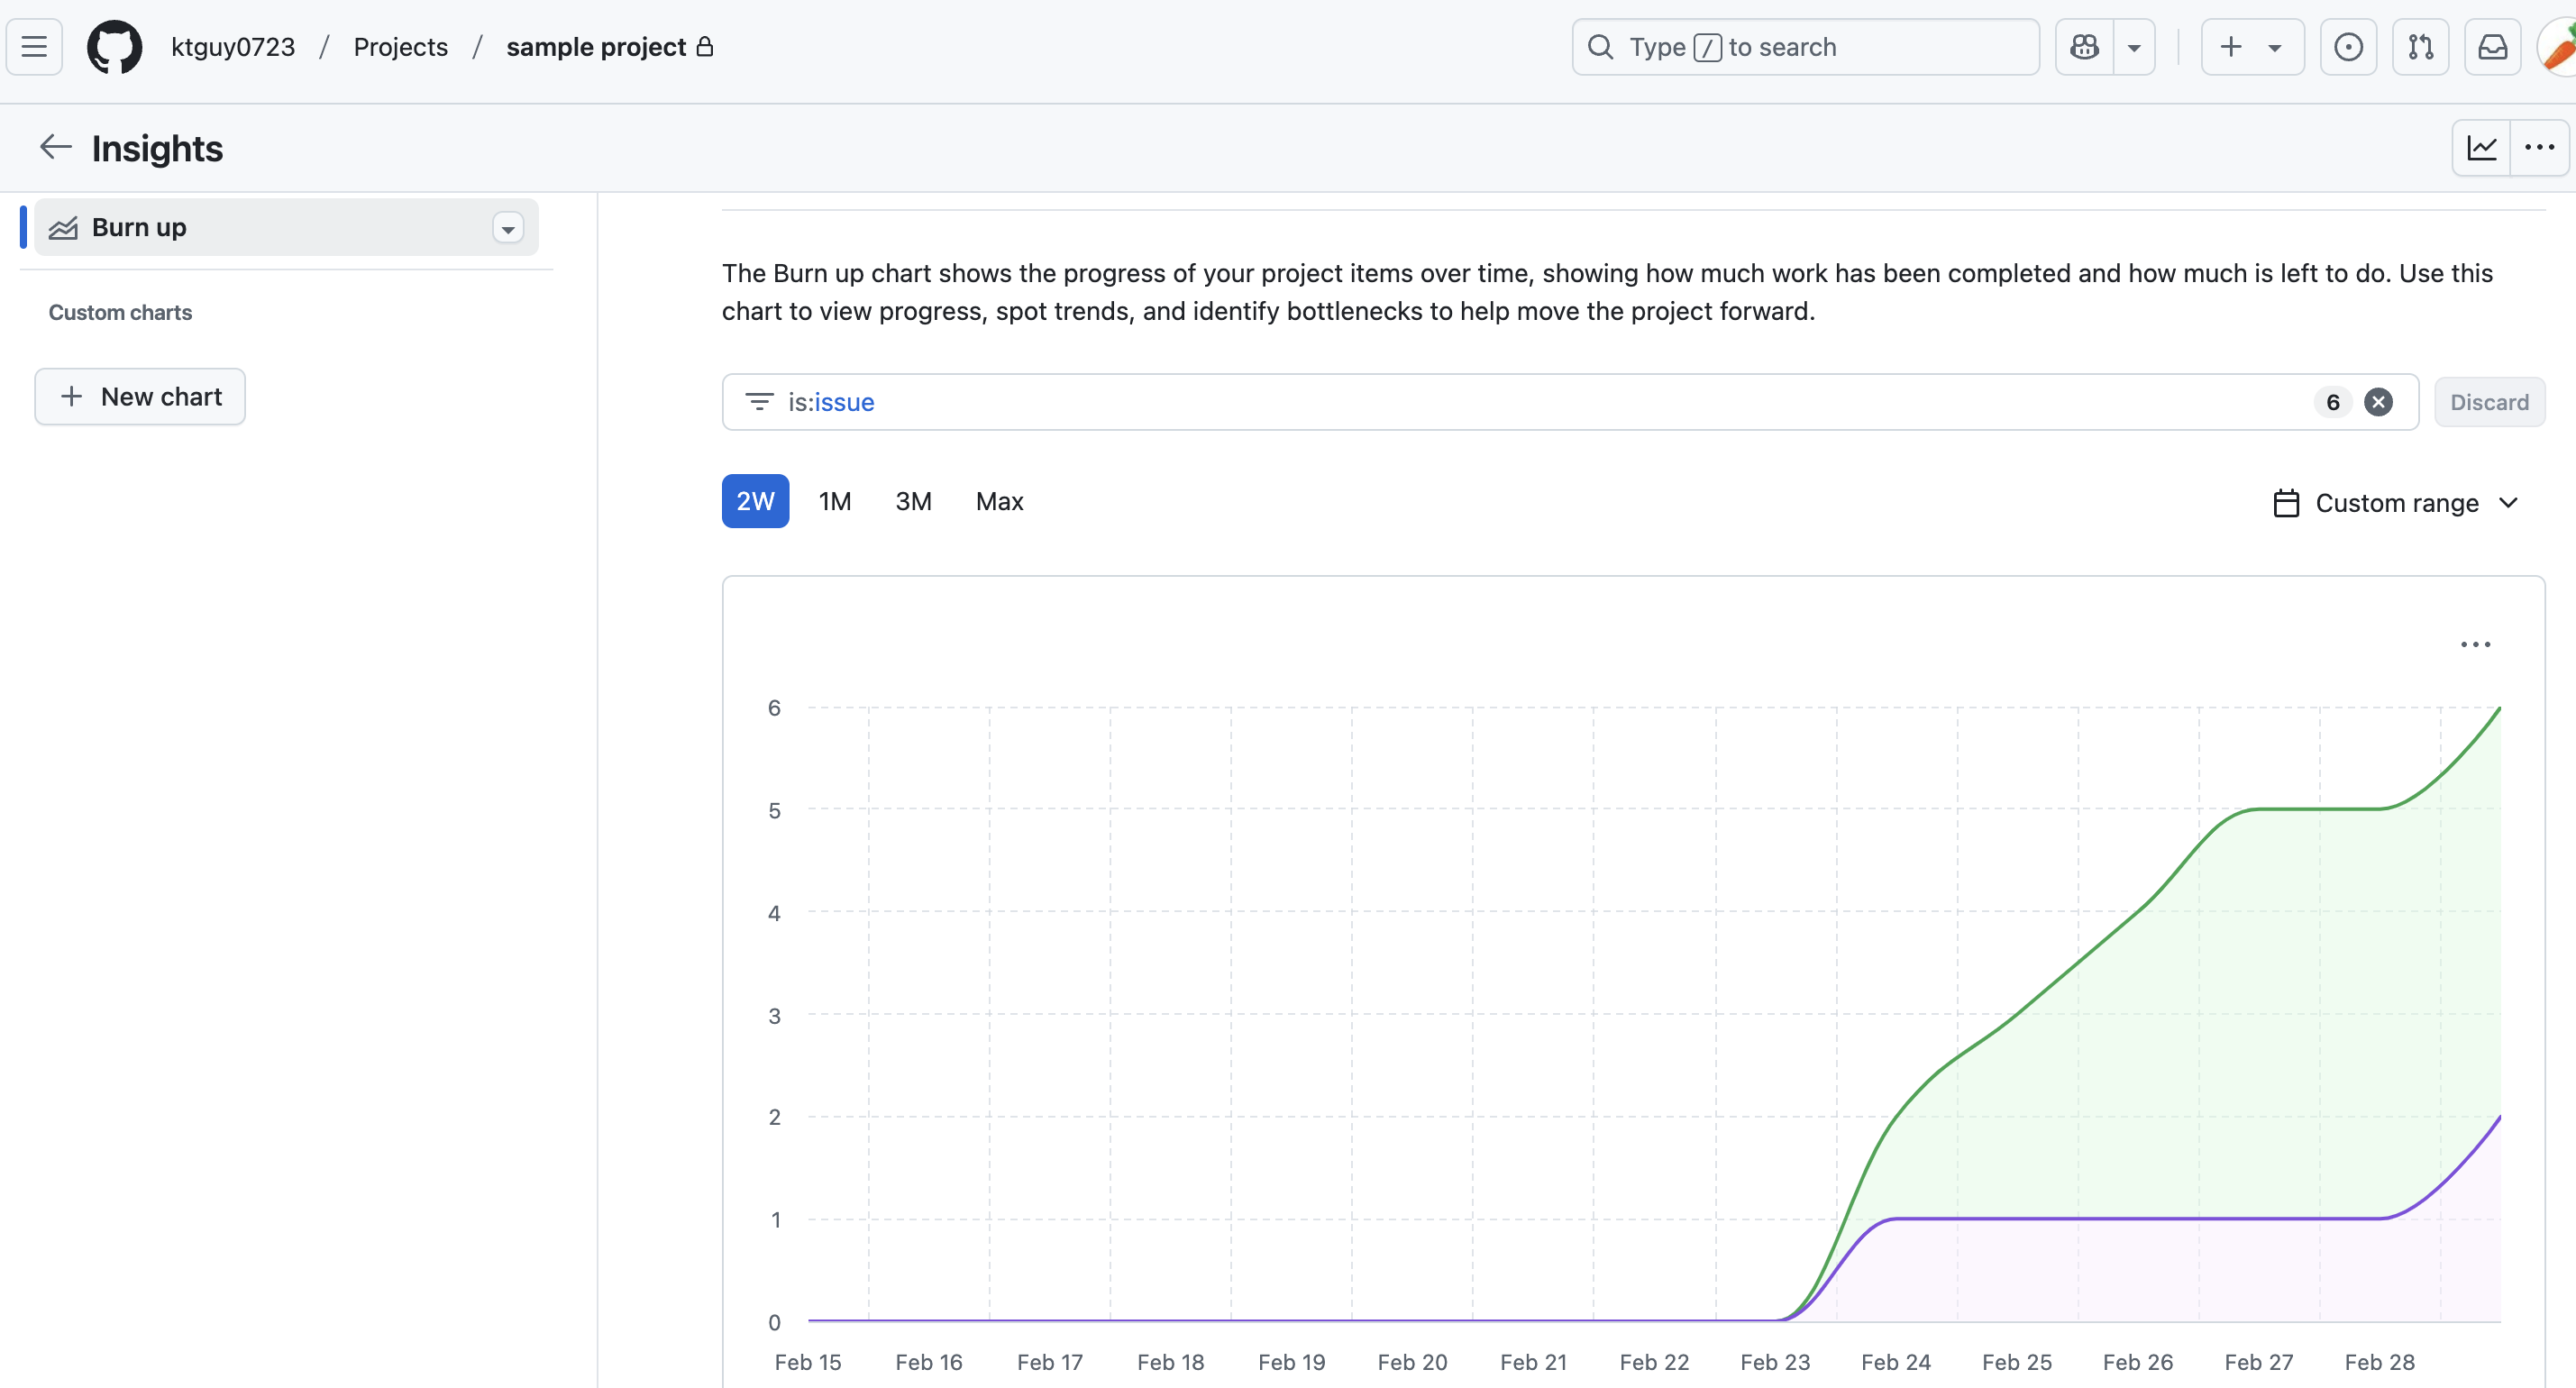 ktguy0723 / Projects / sample project
Type / to search
Insights
Burn up
Custom charts
New chart
The Burn up chart shows the progress of your project items over time, showing how much work has been completed and how much is left to do. Use this
chart to view progress, spot trends, and identify bottlenecks to help move the project forward.
is:issue 6 Discard
2W 1M 3M Max Custom range
6
5
4
3
2
1
0
Feb 15 Feb 16 Feb 17 Feb 18 Feb 19 Feb 20 Feb 21 Feb 22 Feb 23 Feb 24 Feb 25 Feb 26 Feb 27 Feb 28